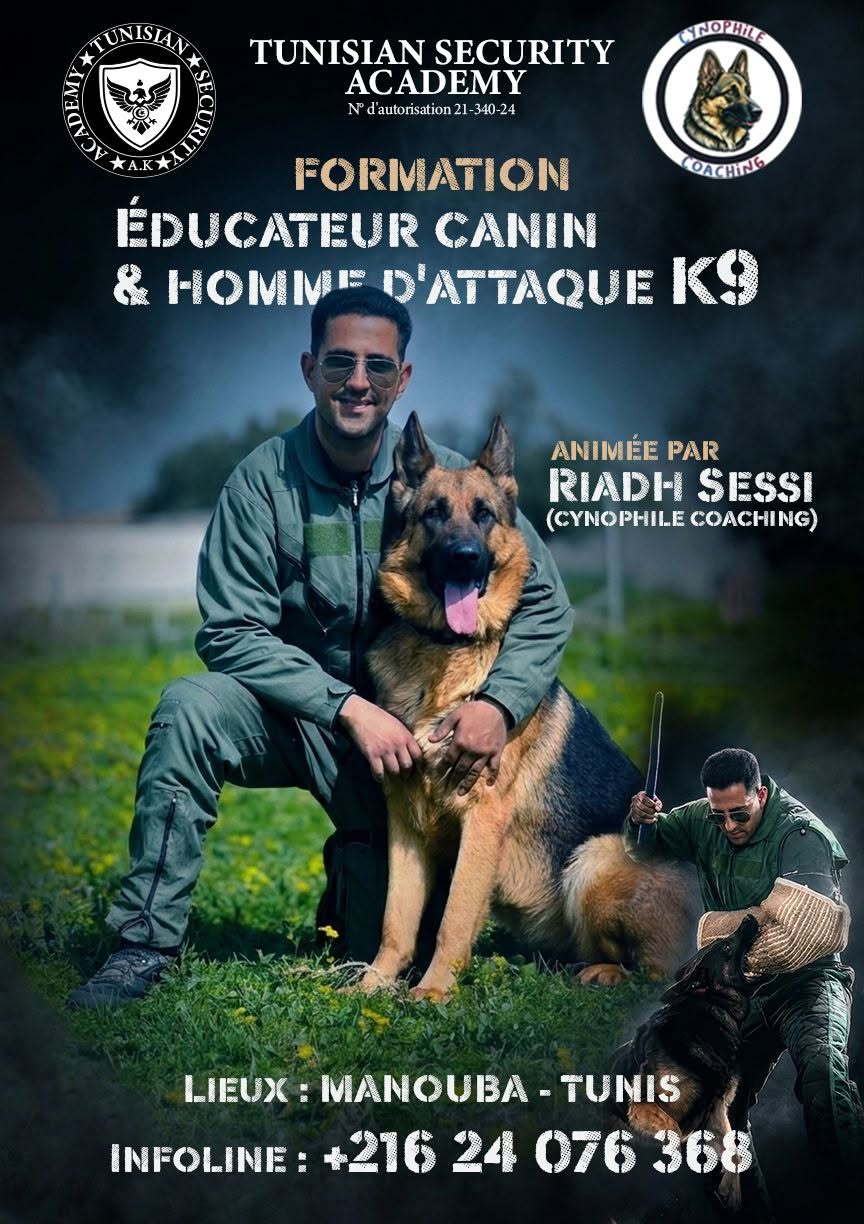 TUNISIAN SECURITY ACADEMY
A.K
TUNISIAN SECURITY
ACADEMY
N° d'autorisation 21-340-24
CYNOPHILE
COACHING
FORMATION
ÉDUCATEUR CANIN
& HOMME D'ATTAQUE K9
ANIMÉE PAR
RIADH SESSI
(CYNOPHILE COACHING)
LIEUX : MANOUBA - TUNIS
INFOLINE : +216 24 076 368